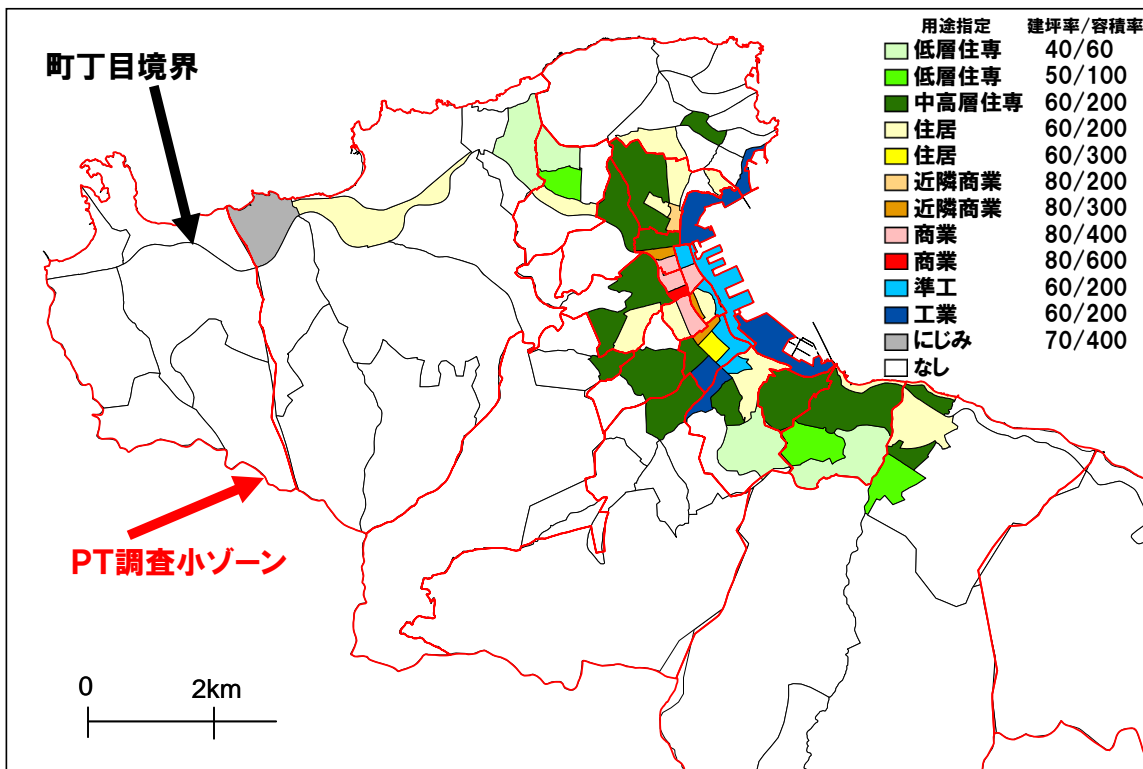 用途指定 建坪率/容積率
低層住専 40/60
低層住専 50/100
中高層住専 60/200
住居 60/200
住居 60/300
近隣商業 80/200
近隣商業 80/300
商業 80/400
商業 80/600
準工 60/200
工業 60/200
にじみ 70/400
なし
町丁目境界
PT調査小ゾーン
0 2km